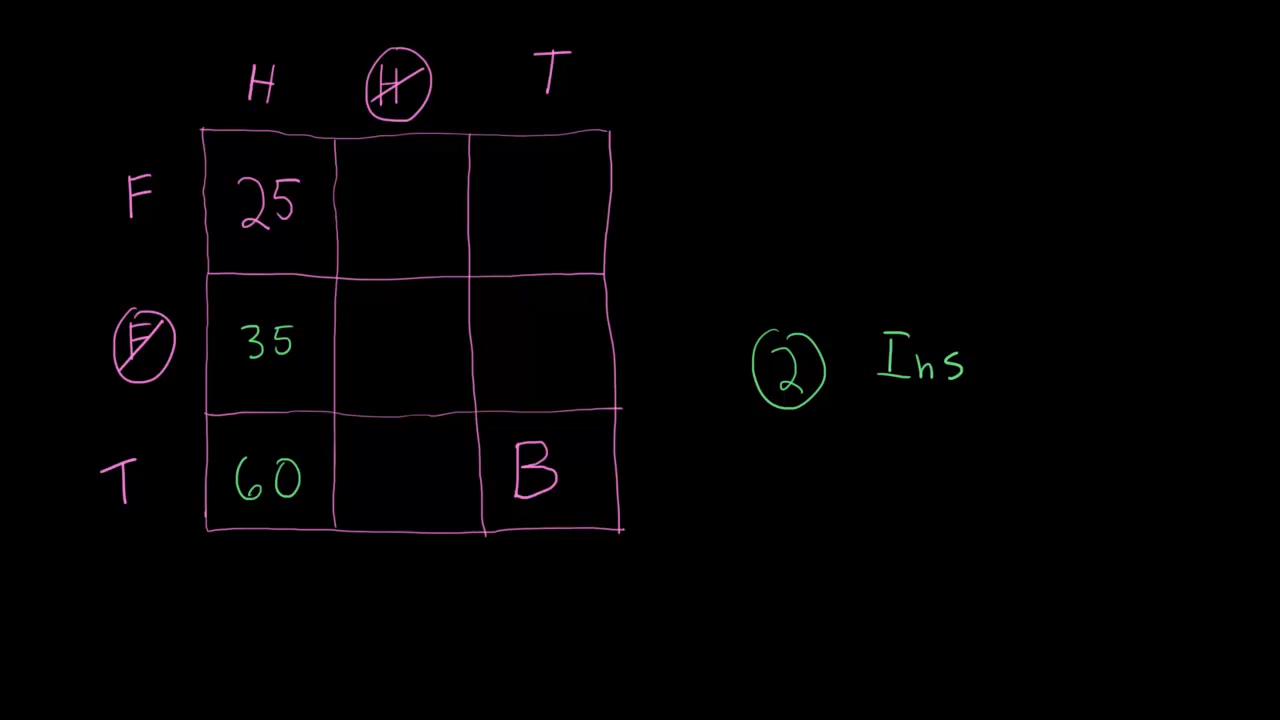 H H T
F 25
F 35
② Ins
T 60 B